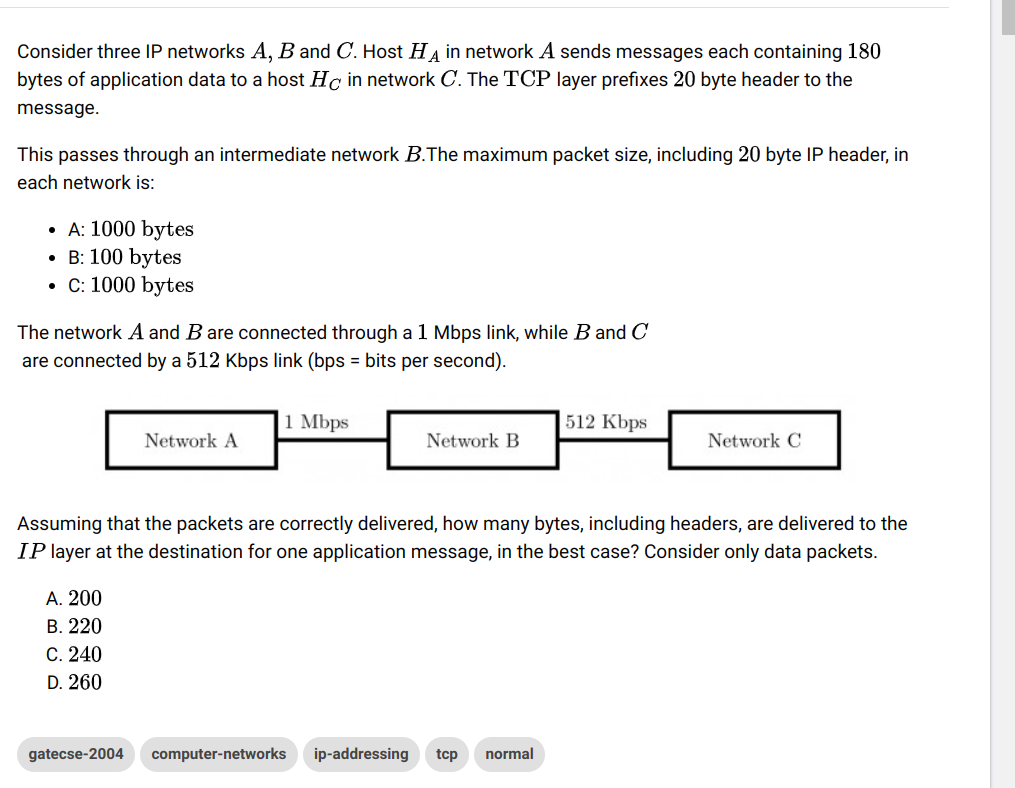 Consider three IP networks A, B and C. Host H_A in network A sends messages each containing 180
bytes of application data to a host H_C in network C. The TCP layer prefixes 20 byte header to the
message.
This passes through an intermediate network B.The maximum packet size, including 20 byte IP header, in
each network is:
• A: 1000 bytes
• B: 100 bytes
• C: 1000 bytes
The network A and B are connected through a 1 Mbps link, while B and C
are connected by a 512 Kbps link (bps = bits per second).
Network A 1 Mbps Network B 512 Kbps Network C
Assuming that the packets are correctly delivered, how many bytes, including headers, are delivered to the
IP layer at the destination for one application message, in the best case? Consider only data packets.
A. 200
B. 220
C. 240
D. 260
gatecse-2004 computer-networks ip-addressing tcp normal